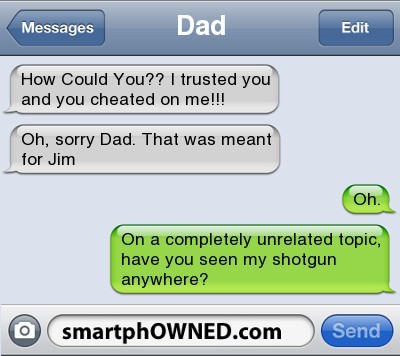 Messages
Dad
Edit
How Could You?? I trusted you
and you cheated on me!!!
Oh, sorry Dad. That was meant
for Jim
Oh.
On a completely unrelated topic,
have you seen my shotgun
anywhere?
smartphOWNED.com
Send